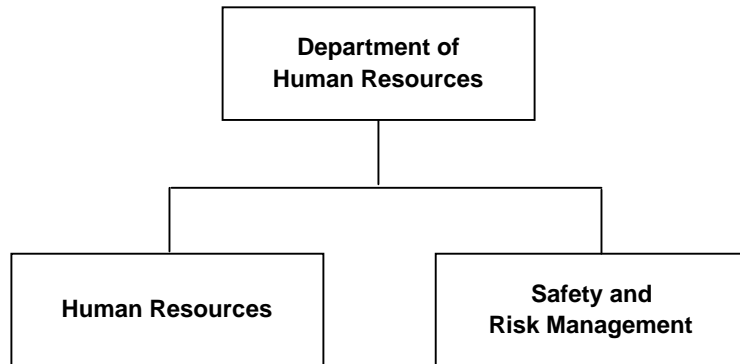 Department of
Human Resources
Human Resources
Safety and
Risk Management